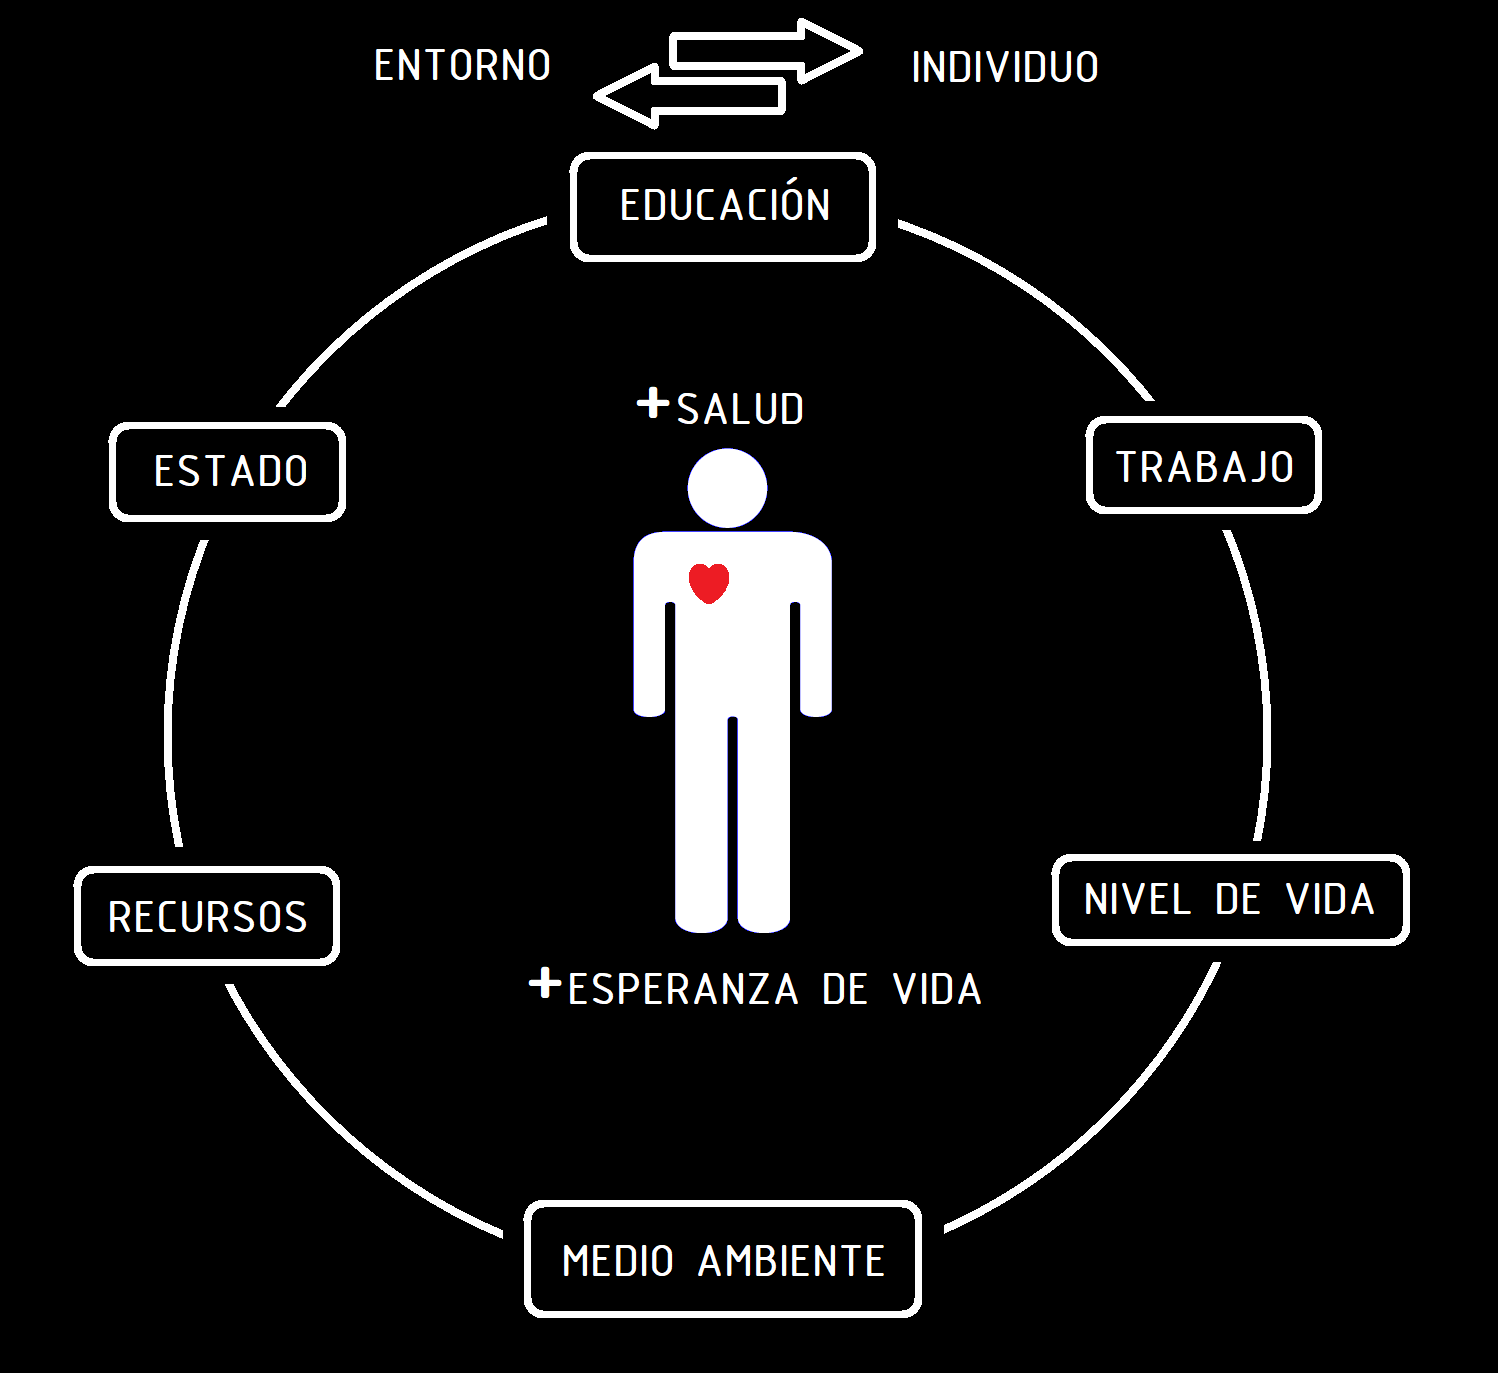 ENTORNO
INDIVIDUO
EDUCACIÓN
+SALUD
ESTADO
TRABAJO
RECURSOS
NIVEL DE VIDA
+ESPERANZA DE VIDA
MEDIO AMBIENTE